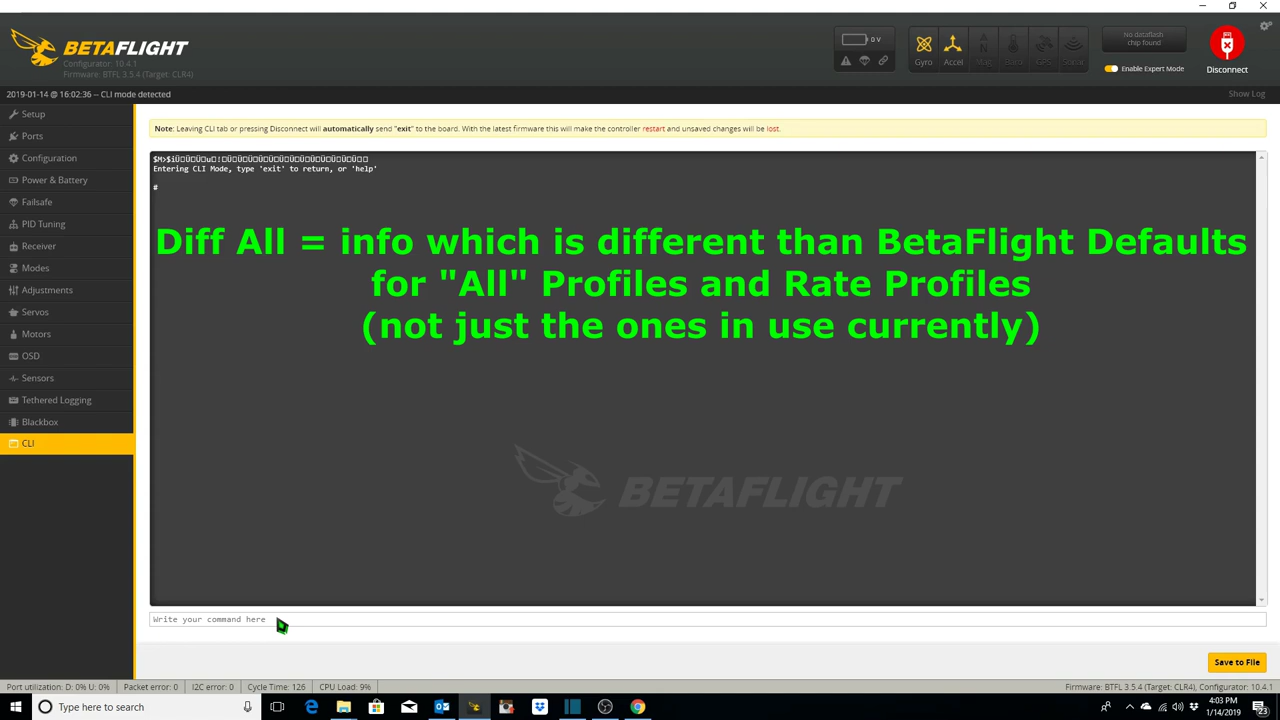 BETAFLIGHT
Configurator: 10.4.1
Firmware: BTFL 3.5.4 (Target: CLR4)
0 V
Gyro
Accel
Mag
Baro
GPS
Sonar
No dataflash
chip found
Enable Expert Mode
Disconnect
2019-01-14 @ 16:02:36 -- CLI mode detected
Show Log
Setup
Ports
Configuration
Power & Battery
Failsafe
PID Tuning
Receiver
Modes
Adjustments
Servos
Motors
OSD
Sensors
Tethered Logging
Blackbox
CLI
Note: Leaving CLI tab or pressing Disconnect will automatically send "exit" to the board. With the latest firmware this will make the controller restart and unsaved changes will be lost.
Entering CLI Mode, type 'exit' to return, or 'help'
#
Diff All = info which is different than BetaFlight Defaults
for "All" Profiles and Rate Profiles
(not just the ones in use currently)
BETAFLIGHT
Write your command here
Save to File
Port utilization: D: 0% U: 0%
Packet error: 0
I2C error: 0
Cycle Time: 126
CPU Load: 9%
Firmware: BTFL 3.5.4 (Target: CLR4), Configurator: 10.4.1
Type here to search
4:03 PM
1/14/2019
23